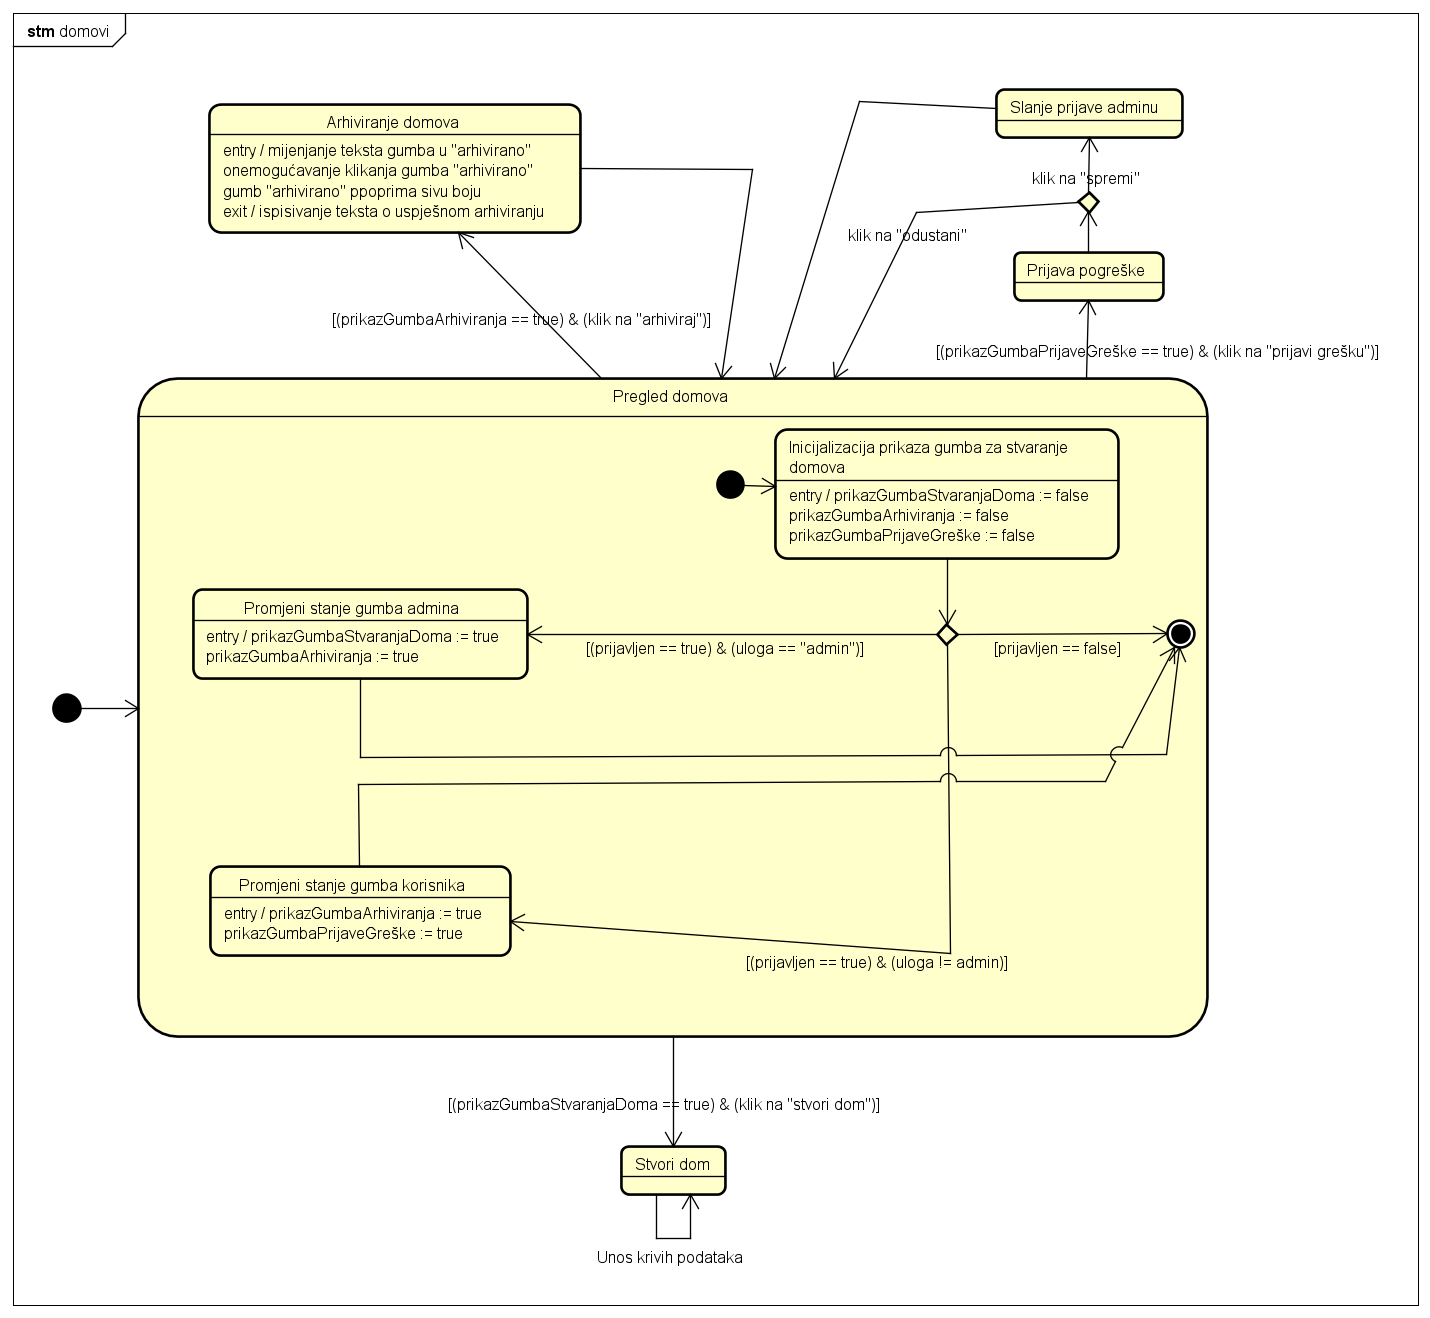 stm domovi
Arhiviranje domova
entry / mijenjanje teksta gumba u "arhivirano"
onemogućavanje klikanja gumba "arhivirano"
gumb "arhivirano" ppoprima sivu boju
exit / ispisivanje teksta o uspješnom arhiviranju
Slanje prijave adminu
klik na "spremi"
klik na "odustani"
Prijava pogreške
[(prikazGumbaArhiviranja == true) & (klik na "arhiviraj")]
[(prikazGumbaPrijaveGreške == true) & (klik na "prijavi grešku")]
Pregled domova
Inicijalizacija prikaza gumba za stvaranje
domova
entry / prikazGumbaStvaranjaDoma := false
prikazGumbaArhiviranja := false
prikazGumbaPrijaveGreške := false
Promjeni stanje gumba admina
entry / prikazGumbaStvaranjaDoma := true
prikazGumbaArhiviranja := true
[(prijavljen == true) & (uloga == "admin")]
[prijavljen == false]
Promjeni stanje gumba korisnika
entry / prikazGumbaArhiviranja := true
prikazGumbaPrijaveGreške := true
[(prijavljen == true) & (uloga != admin)]
[(prikazGumbaStvaranjaDoma == true) & (klik na "stvori dom")]
Stvori dom
Unos krivih podataka